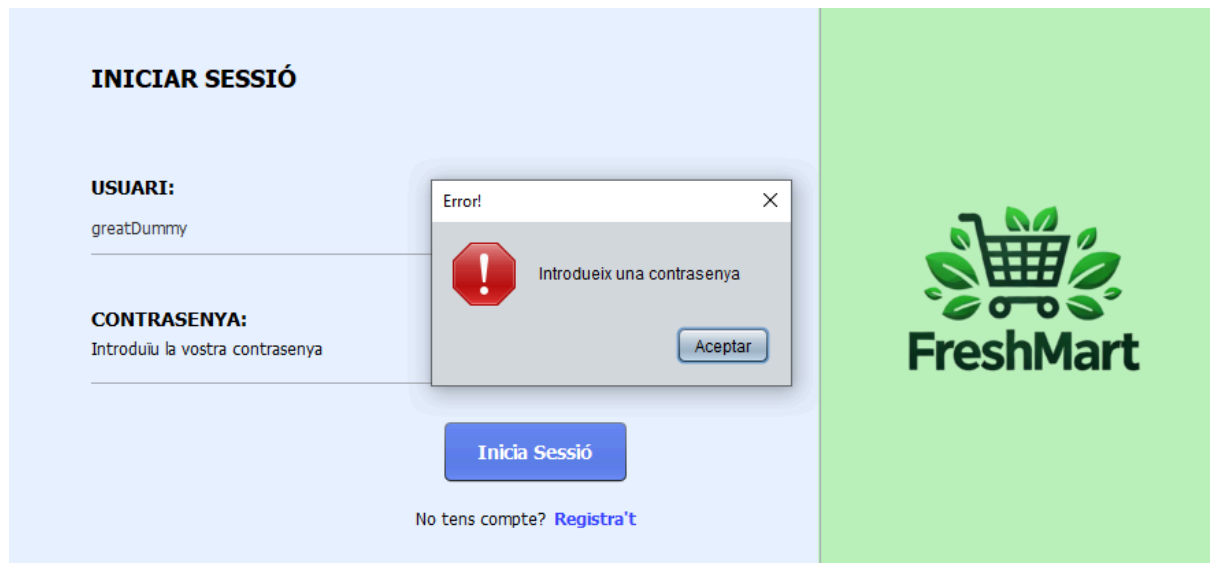 INICIAR SESSIÓ
USUARI:
greatDummy
CONTRASENYA:
Introduïu la vostra contrasenya
Error!
Introdueix una contrasenya
Aceptar
Inicia Sessió
No tens compte? Registra't
FreshMart